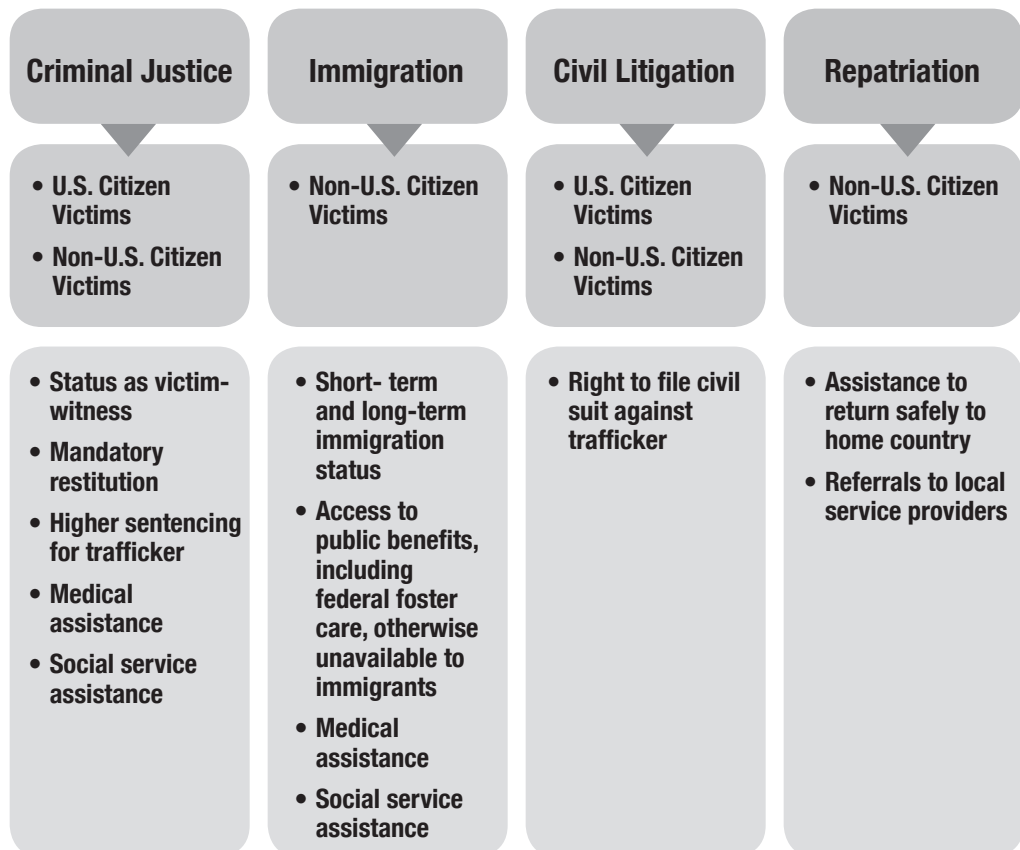 Criminal Justice
• U.S. Citizen
Victims
• Non-U.S. Citizen
Victims
• Status as victim-
witness
• Mandatory
restitution
• Higher sentencing
for trafficker
• Medical
assistance
• Social service
assistance
Immigration
• Non-U.S. Citizen
Victims
• Short- term
and long-term
immigration
status
• Access to
public benefits,
including
federal foster
care, otherwise
unavailable to
immigrants
• Medical
assistance
• Social service
assistance
Civil Litigation
• U.S. Citizen
Victims
• Non-U.S. Citizen
Victims
• Right to file civil
suit against
trafficker
Repatriation
• Non-U.S. Citizen
Victims
• Assistance to
return safely to
home country
• Referrals to local
service providers